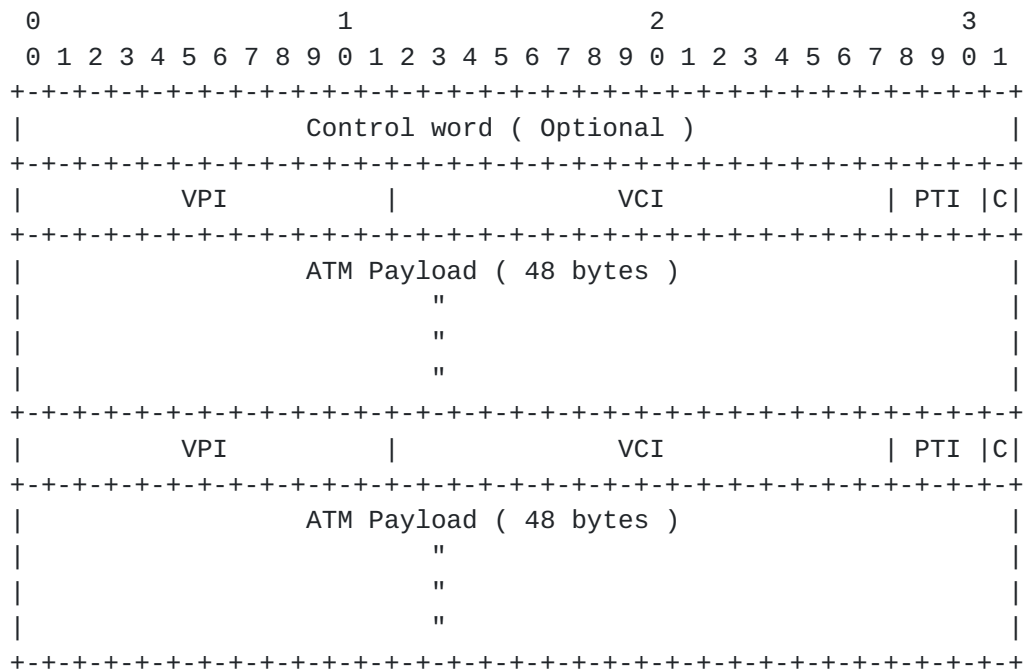 0                   1                   2                   3
 0 1 2 3 4 5 6 7 8 9 0 1 2 3 4 5 6 7 8 9 0 1 2 3 4 5 6 7 8 9 0 1
+-+-+-+-+-+-+-+-+-+-+-+-+-+-+-+-+-+-+-+-+-+-+-+-+-+-+-+-+-+-+-+-+
|                  Control word ( Optional )                    |
+-+-+-+-+-+-+-+-+-+-+-+-+-+-+-+-+-+-+-+-+-+-+-+-+-+-+-+-+-+-+-+-+
|          VPI          |              VCI              | PTI |C|
+-+-+-+-+-+-+-+-+-+-+-+-+-+-+-+-+-+-+-+-+-+-+-+-+-+-+-+-+-+-+-+-+
|                  ATM Payload ( 48 bytes )                     |
|                          "                                    |
|                          "                                    |
|                          "                                    |
+-+-+-+-+-+-+-+-+-+-+-+-+-+-+-+-+-+-+-+-+-+-+-+-+-+-+-+-+-+-+-+-+
|          VPI          |              VCI              | PTI |C|
+-+-+-+-+-+-+-+-+-+-+-+-+-+-+-+-+-+-+-+-+-+-+-+-+-+-+-+-+-+-+-+-+
|                  ATM Payload ( 48 bytes )                     |
|                          "                                    |
|                          "                                    |
|                          "                                    |
+-+-+-+-+-+-+-+-+-+-+-+-+-+-+-+-+-+-+-+-+-+-+-+-+-+-+-+-+-+-+-+-+